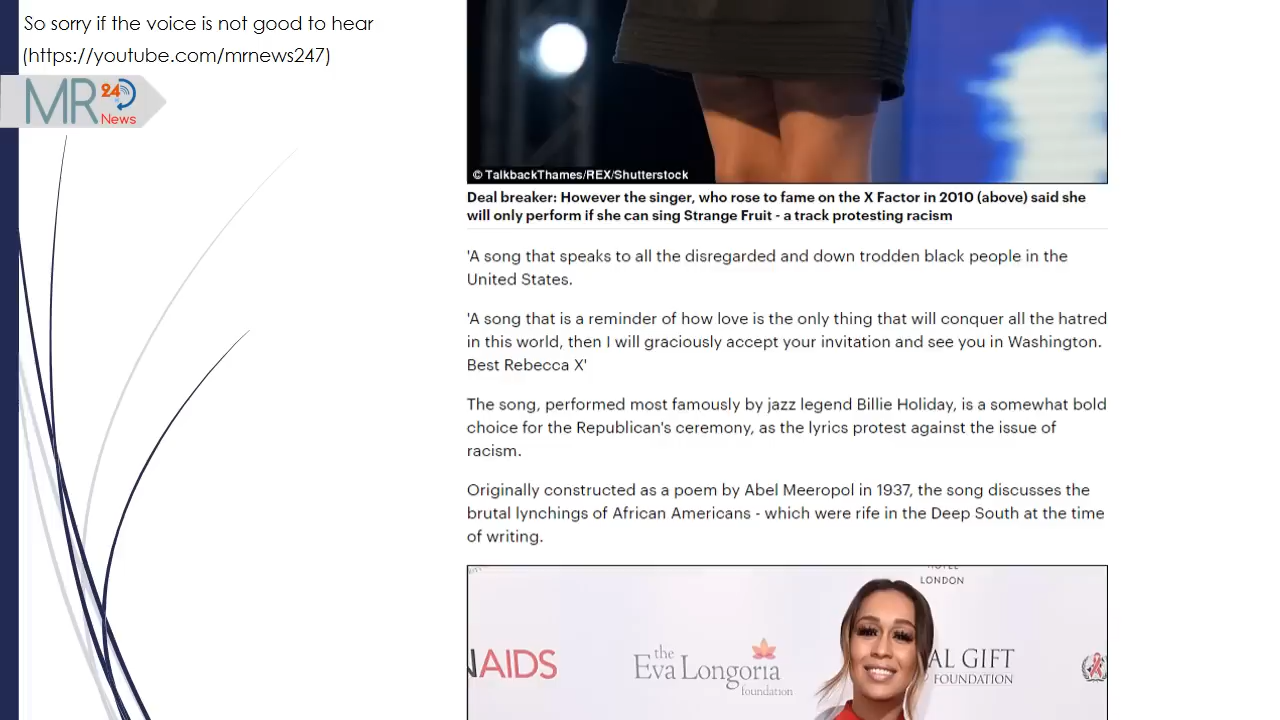 So sorry if the voice is not good to hear
(https://youtube.com/mrnews247)
MR
24
News
© TalkbackThames/REX/Shutterstock
Deal breaker: However the singer, who rose to fame on the X Factor in 2010 (above) said she
will only perform if she can sing Strange Fruit - a track protesting racism
'A song that speaks to all the disregarded and down trodden black people in the
United States.
'A song that is a reminder of how love is the only thing that will conquer all the hatred
in this world, then I will graciously accept your invitation and see you in Washington.
Best Rebecca X'
The song, performed most famously by jazz legend Billie Holiday, is a somewhat bold
choice for the Republican's ceremony, as the lyrics protest against the issue of
racism.
Originally constructed as a poem by Abel Meeropol in 1937, the song discusses the
brutal lynchings of African Americans - which were rife in the Deep South at the time
of writing.
LONDON
AIDS
the
Eva Longoria
foundation
AL GIFT
FOUNDATION